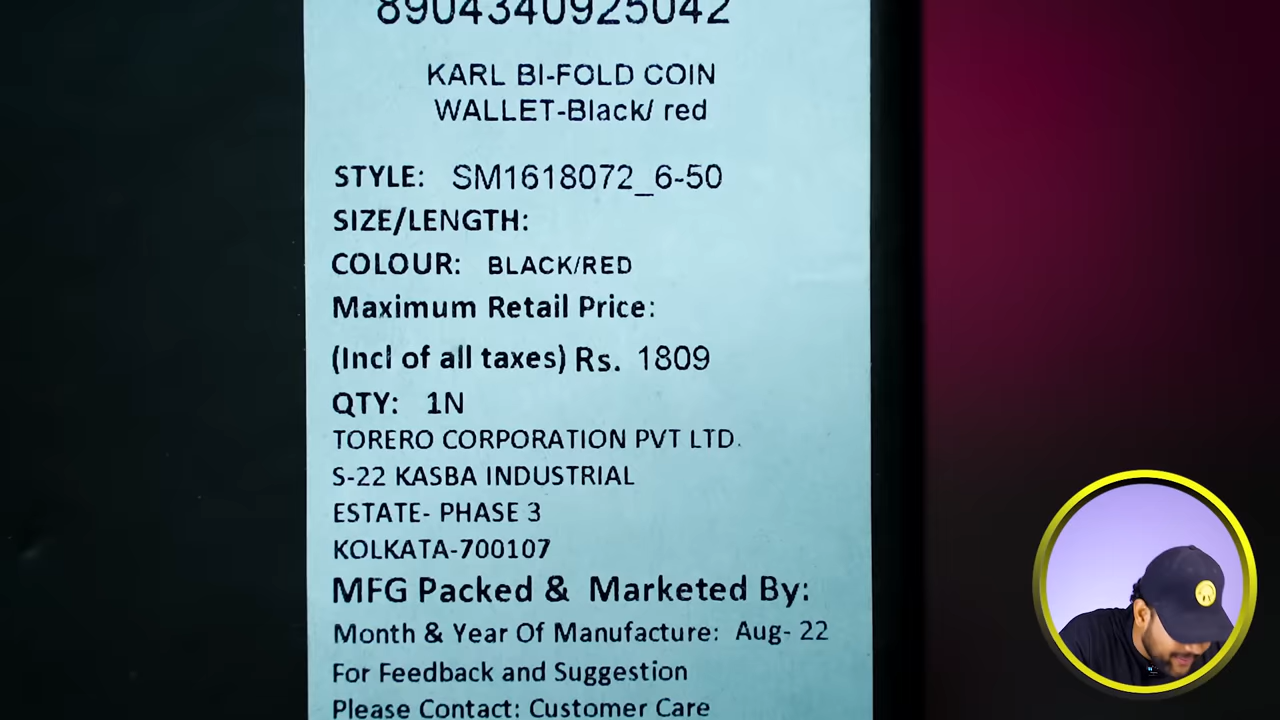 8904340925042
KARL BI-FOLD COIN
WALLET-Black/ red
STYLE: SM1618072_6-50
SIZE/LENGTH:
COLOUR: BLACK/RED
Maximum Retail Price:
(Incl of all taxes) Rs. 1809
QTY: 1N
TORERO CORPORATION PVT LTD.
S-22 KASBA INDUSTRIAL
ESTATE- PHASE 3
KOLKATA-700107
MFG Packed & Marketed By:
Month & Year Of Manufacture: Aug- 22
For Feedback and Suggestion
Please Contact: Customer Care